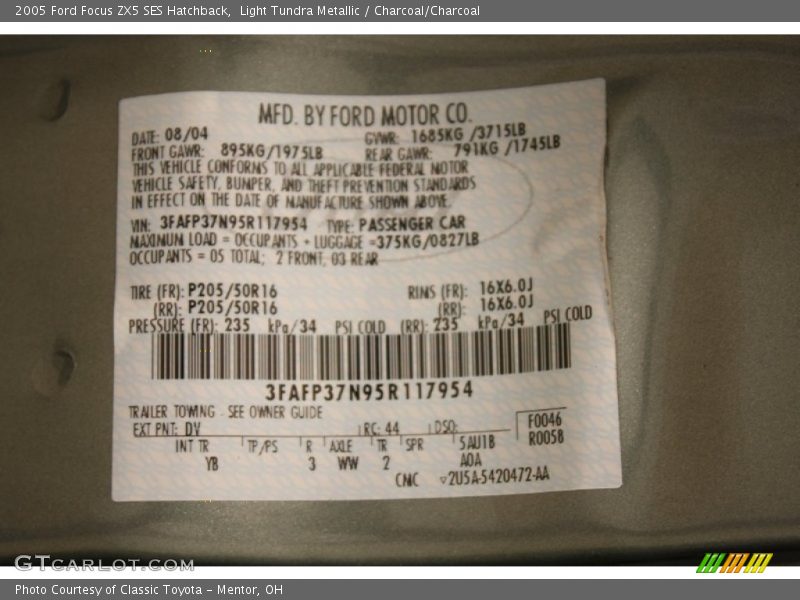 2005 Ford Focus ZX5 SES Hatchback, Light Tundra Metallic / Charcoal/Charcoal
MFD. BY FORD MOTOR CO.
DATE: 08/04 GVWR: 1685KG /3715LB
FRONT GAWR: 895KG/1975LB REAR GAWR: 791KG /1745LB
THIS VEHICLE CONFORMS TO ALL APPLICABLE FEDERAL MOTOR
VEHICLE SAFETY, BUMPER, AND THEFT PREVENTION STANDARDS
IN EFFECT ON THE DATE OF MANUFACTURE SHOWN ABOVE.
VIN: 3FAFP37N95R117954 TYPE: PASSENGER CAR
MAXIMUM LOAD = OCCUPANTS + LUGGAGE =375KG/0827LB
OCCUPANTS = 05 TOTAL; 2 FRONT, 03 REAR
TIRE (FR): P205/50R16 RIMS (FR): 16X6.0J
(RR): P205/50R16 (RR): 16X6.0J
PRESSURE (FR): 235 kPa/34 PSI COLD (RR): 235 kPa/34 PSI COLD
3FAFP37N95R117954
TRAILER TOWING - SEE OWNER GUIDE
EXT PNT: DV RC: 44 DSO: F0046
R0058
INT TR TP/PS R AXLE TR SPR 5AU1B
YB 3 WW 2 AOA
CMC 2U5A-5420472-AA
GTCARLOT.COM
Photo Courtesy of Classic Toyota - Mentor, OH